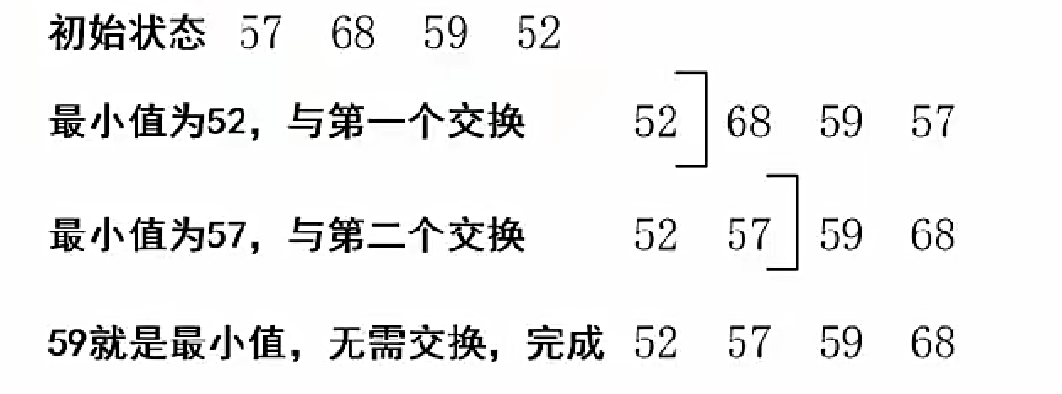 初始状态 57 68 59 52
最小值为52，与第一个交换 52 68 59 57
最小值为57，与第二个交换 52 57 59 68
59就是最小值，无需交换，完成 52 57 59 68